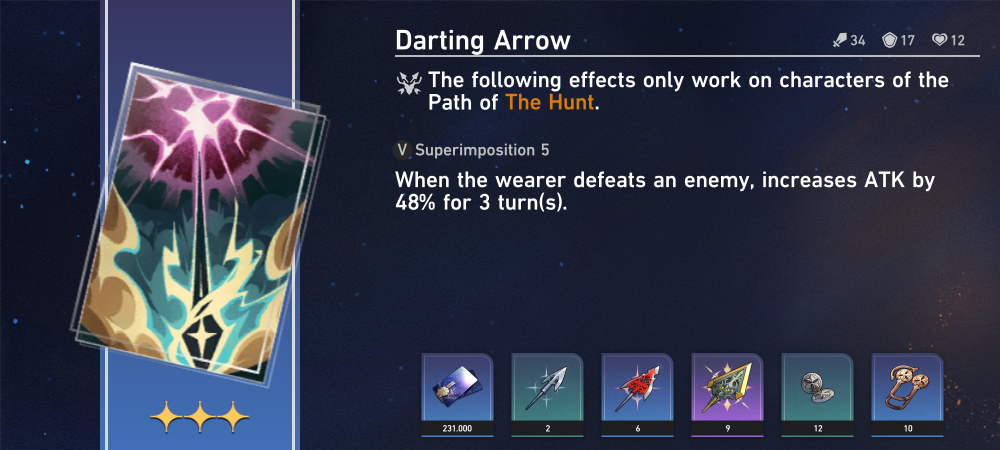 Darting Arrow
34 17 12
The following effects only work on characters of the
Path of The Hunt.
V Superimposition 5
When the wearer defeats an enemy, increases ATK by
48% for 3 turn(s).
231.000 2 6 9 12 10